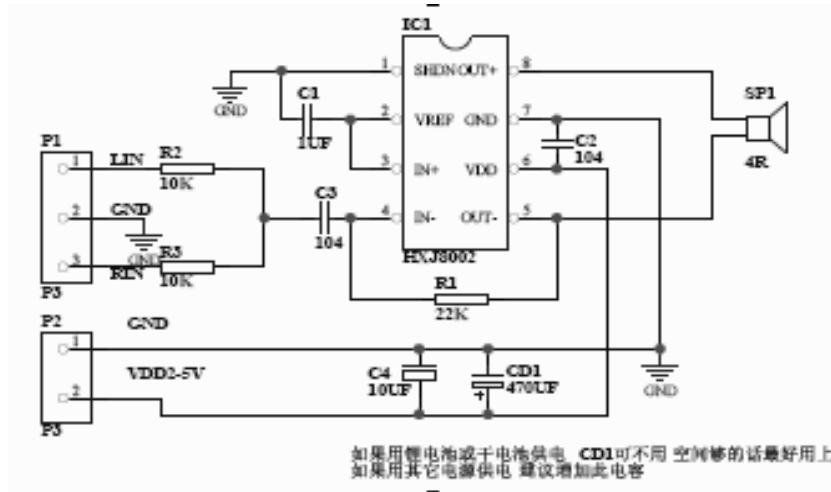 IC1
1 SHDN OUT+ 8
GND
C1
1UF
2 VREF GND 7
SP1
4R
C2
104
P1
1 LIN R2
10K
3 IN+ VDD 6
2 GND
C3
104
4 IN- OUT- 5
GND R3
3 RIN 10K
HXJ8002
P3
R1
22K
P2
GND
1
VDD2-5V
C4
10UF
CD1
470UF
+
GND
2
P3
如果用锂电池或干电池供电 CD1可不用 空间够的话最好用上
如果用其它电源供电 建议增加此电容